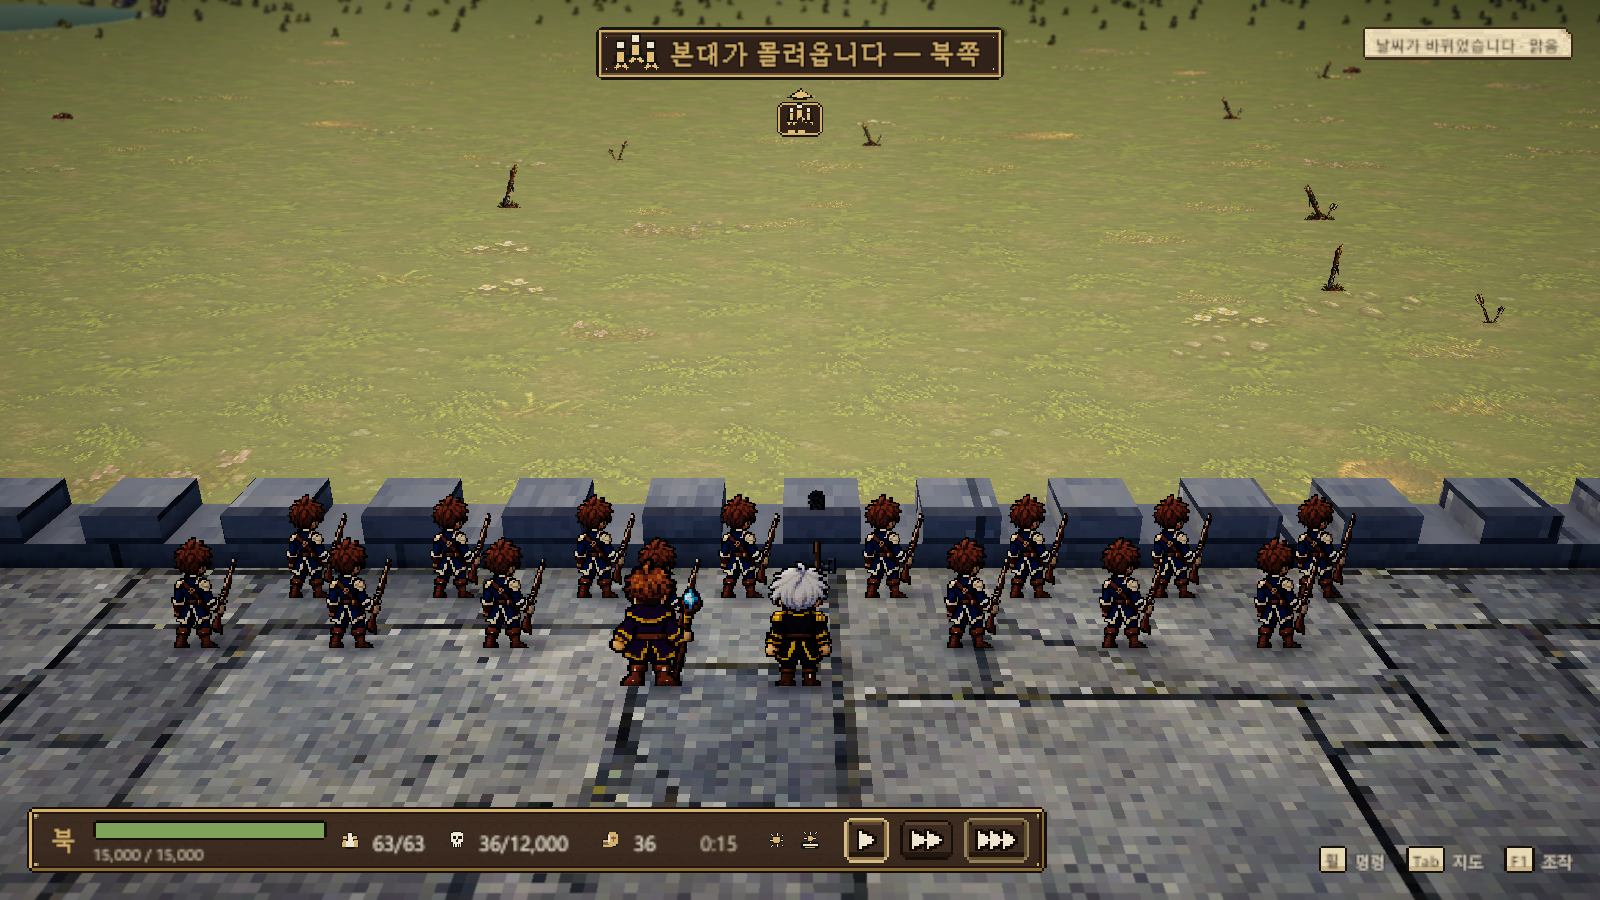 본대가 몰려옵니다 — 북쪽
날씨가 바뀌었습니다 · 맑음
북
15,000 / 15,000
63/63
36/12,000
36
0:15
휠 명령
Tab 지도
F1 조작